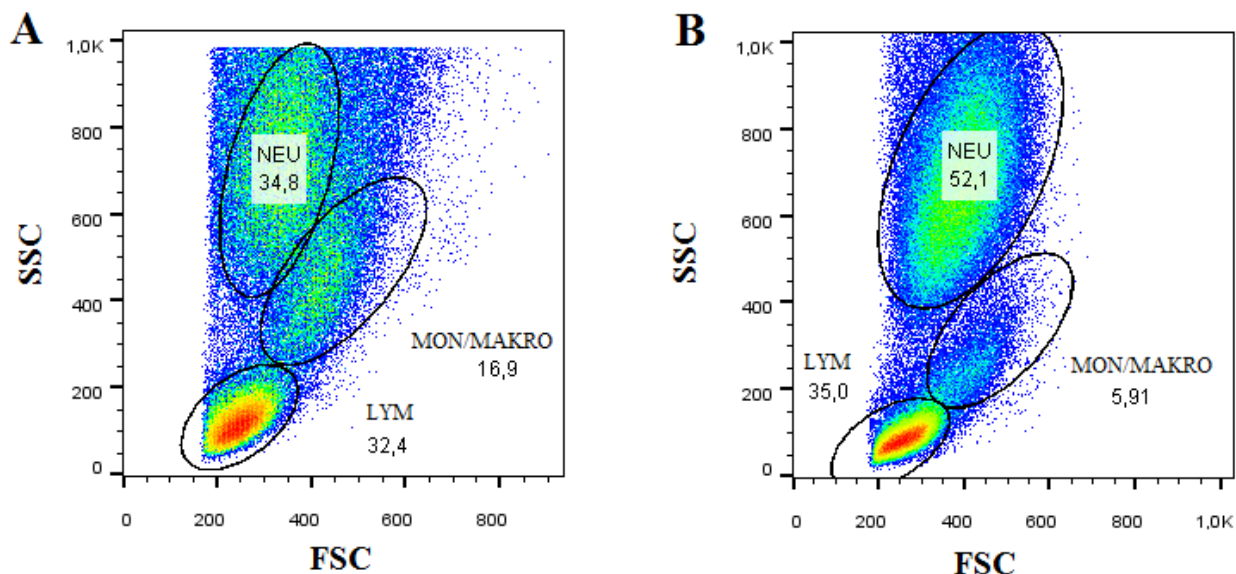 A
1,0K
800
600
400
200
0
SSC
NEU
34,8
MON/MAKRO
16,9
LYM
32,4
0 200 400 600 800
FSC
B
1,0K
800
600
400
200
0
SSC
NEU
52,1
LYM
35,0
MON/MAKRO
5,91
0 200 400 600 800 1,0K
FSC